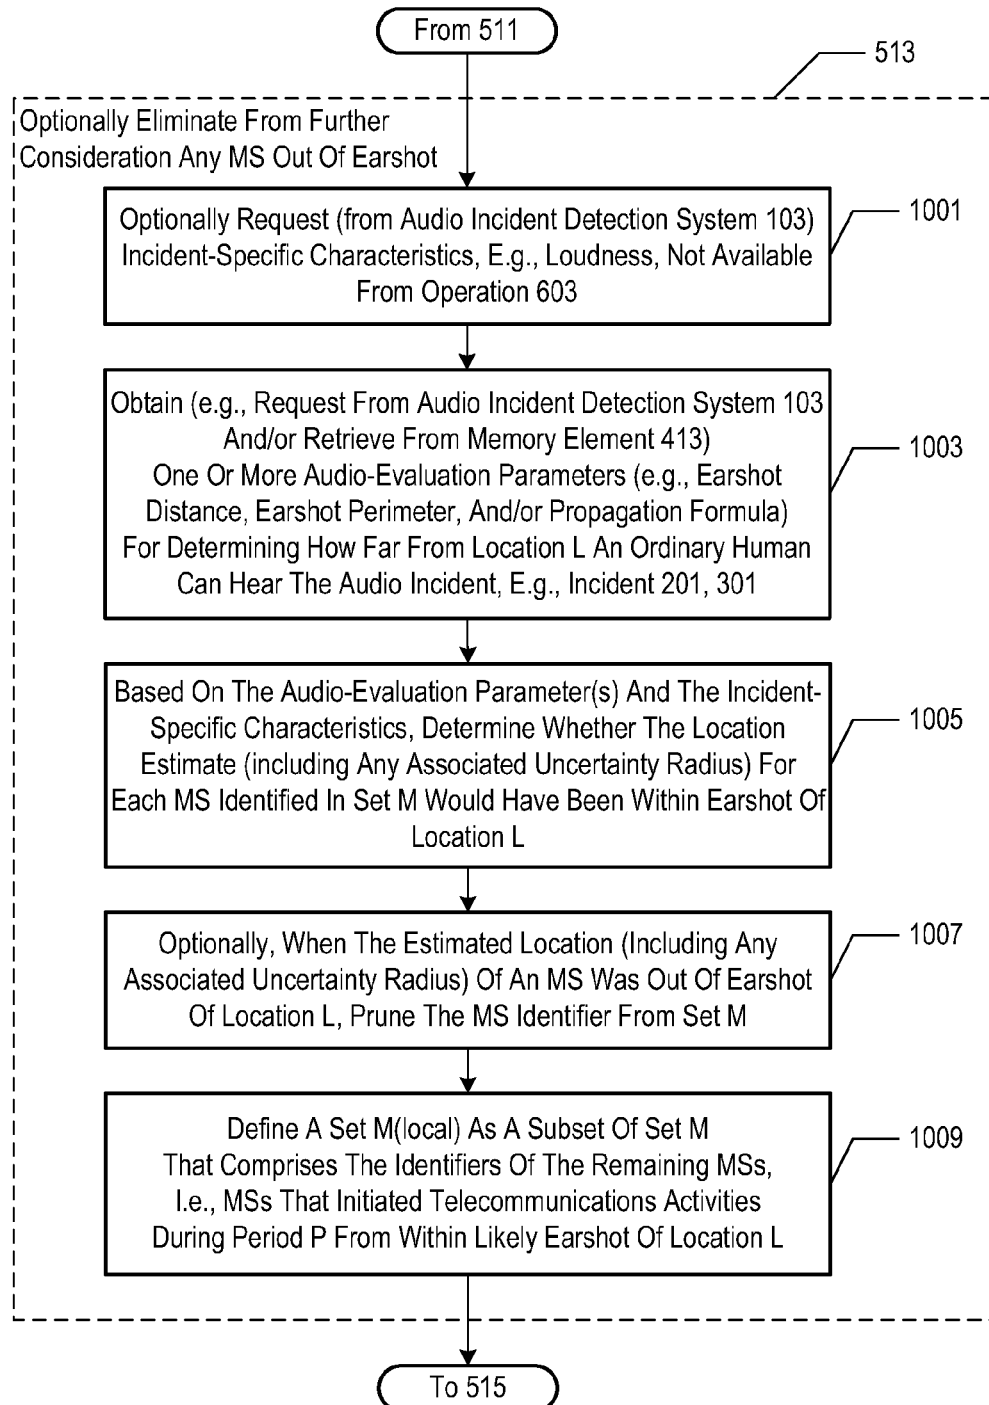 From 511
513
Optionally Eliminate From Further
Consideration Any MS Out Of Earshot
Optionally Request (from Audio Incident Detection System 103)
Incident-Specific Characteristics, E.g., Loudness, Not Available
From Operation 603
1001
Obtain (e.g., Request From Audio Incident Detection System 103
And/or Retrieve From Memory Element 413)
One Or More Audio-Evaluation Parameters (e.g., Earshot
Distance, Earshot Perimeter, And/or Propagation Formula)
For Determining How Far From Location L An Ordinary Human
Can Hear The Audio Incident, E.g., Incident 201, 301
1003
Based On The Audio-Evaluation Parameter(s) And The Incident-
Specific Characteristics, Determine Whether The Location
Estimate (including Any Associated Uncertainty Radius) For
Each MS Identified In Set M Would Have Been Within Earshot Of
Location L
1005
Optionally, When The Estimated Location (Including Any
Associated Uncertainty Radius) Of An MS Was Out Of Earshot
Of Location L, Prune The MS Identifier From Set M
1007
Define A Set M(local) As A Subset Of Set M
That Comprises The Identifiers Of The Remaining MSs,
I.e., MSs That Initiated Telecommunications Activities
During Period P From Within Likely Earshot Of Location L
1009
To 515